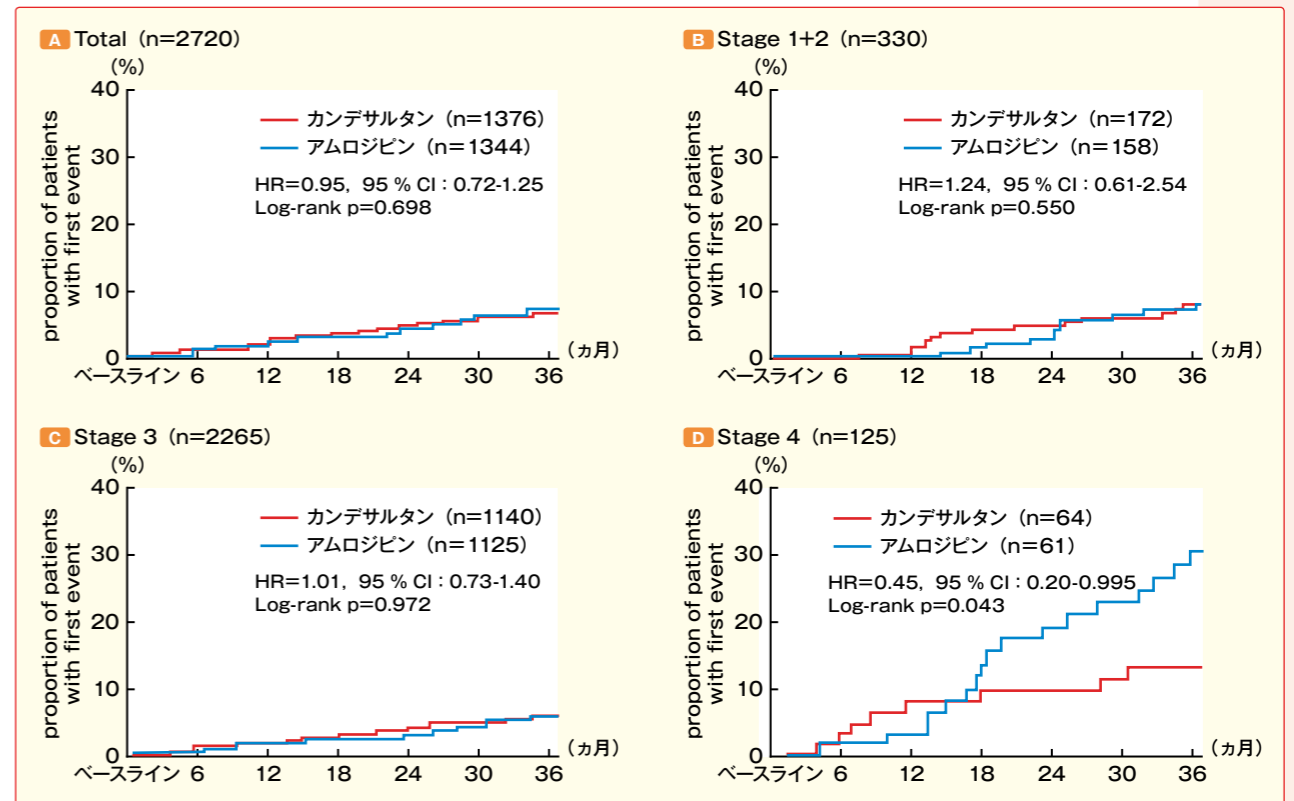 A Total (n=2720)
(%)
40
30
20
10
0
proportion of patients
with first event
カンデサルタン (n=1376)
アムロジピン (n=1344)
HR=0.95, 95 % CI:0.72-1.25
Log-rank p=0.698
ベースライン 6 12 18 24 30 36
(ヵ月)
B Stage 1+2 (n=330)
(%)
40
30
20
10
0
proportion of patients
with first event
カンデサルタン (n=172)
アムロジピン (n=158)
HR=1.24, 95 % CI:0.61-2.54
Log-rank p=0.550
ベースライン 6 12 18 24 30 36
(ヵ月)
C Stage 3 (n=2265)
(%)
40
30
20
10
0
proportion of patients
with first event
カンデサルタン (n=1140)
アムロジピン (n=1125)
HR=1.01, 95 % CI:0.73-1.40
Log-rank p=0.972
ベースライン 6 12 18 24 30 36
(ヵ月)
D Stage 4 (n=125)
(%)
40
30
20
10
0
proportion of patients
with first event
カンデサルタン (n=64)
アムロジピン (n=61)
HR=0.45, 95 % CI:0.20-0.995
Log-rank p=0.043
ベースライン 6 12 18 24 30 36
(ヵ月)